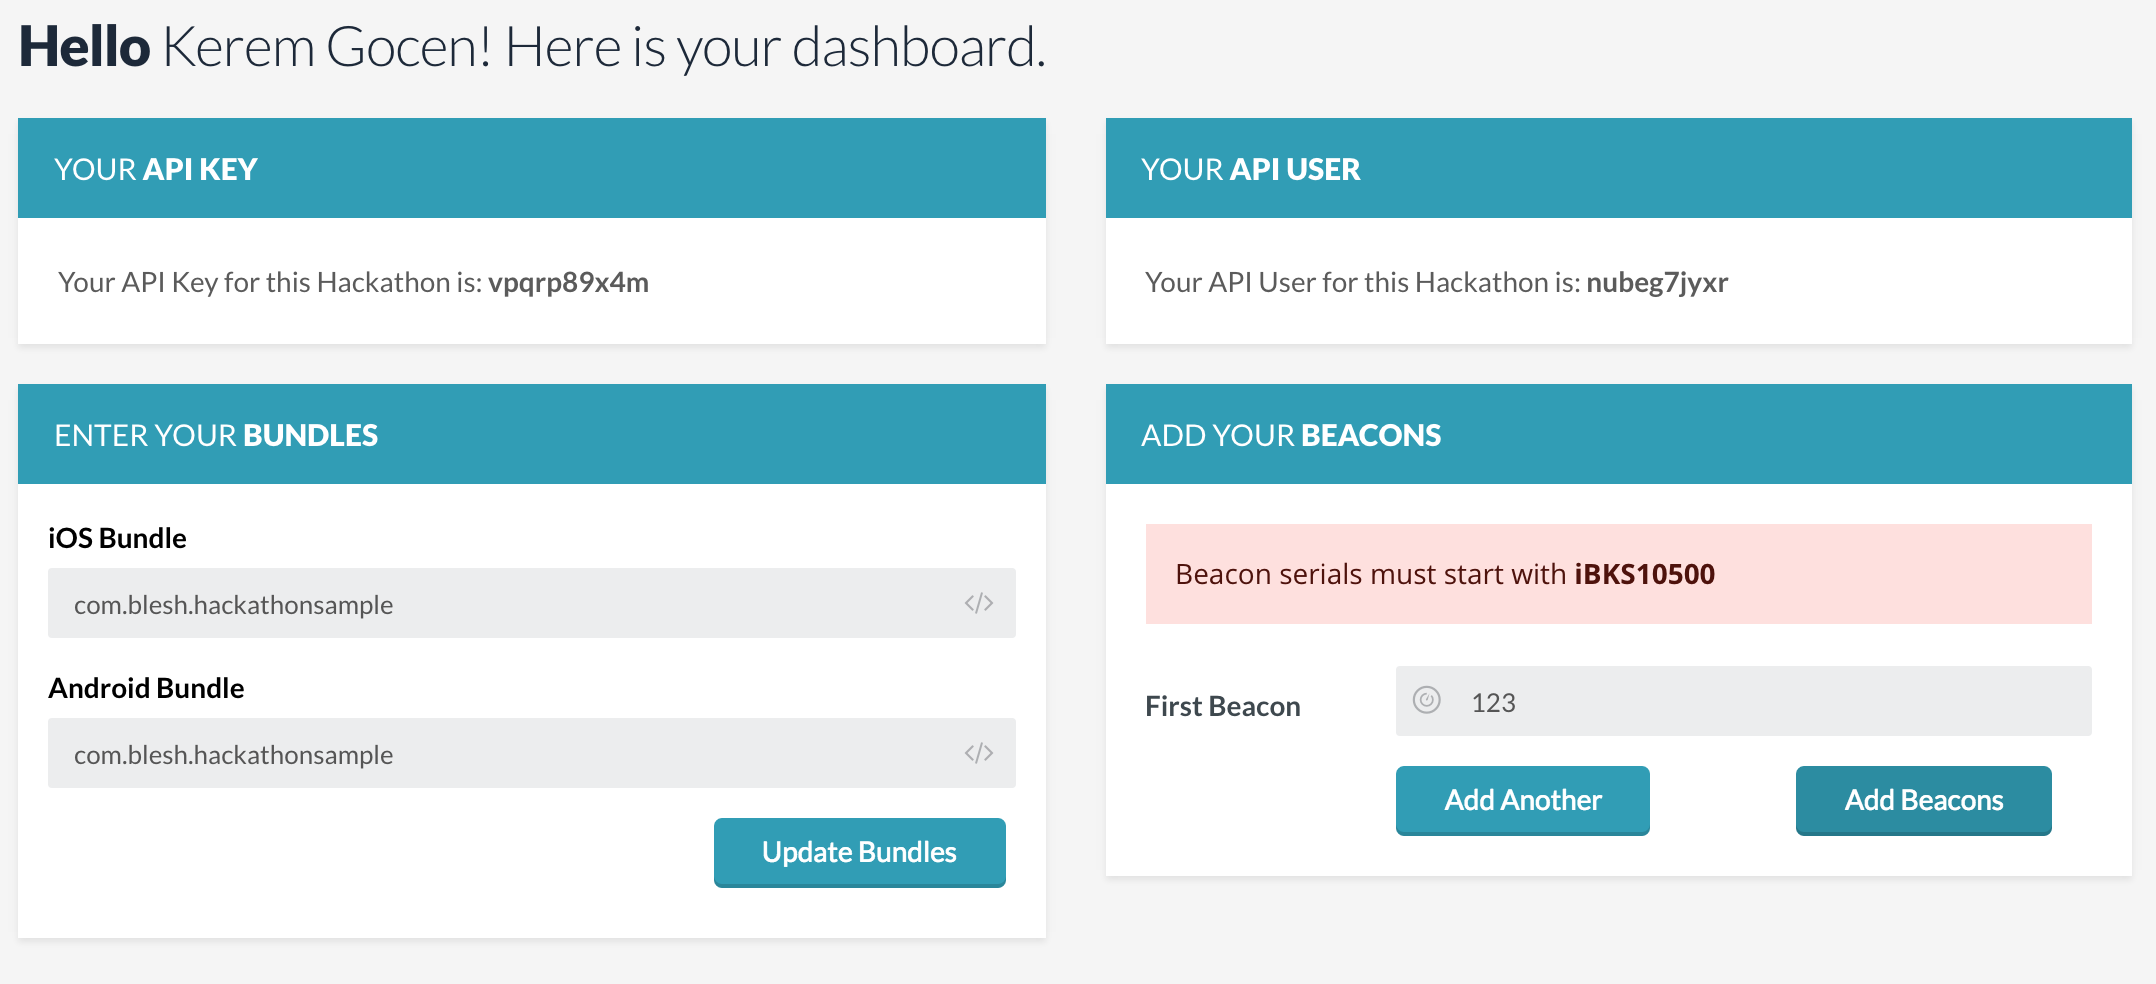 Hello Kerem Gocen! Here is your dashboard.
YOUR API KEY
Your API Key for this Hackathon is: vpqrp89x4m
YOUR API USER
Your API User for this Hackathon is: nubeg7jyxr
ENTER YOUR BUNDLES
iOS Bundle
com.blesh.hackathonsample
Android Bundle
com.blesh.hackathonsample
Update Bundles
ADD YOUR BEACONS
Beacon serials must start with iBKS10500
First Beacon
123
Add Another
Add Beacons